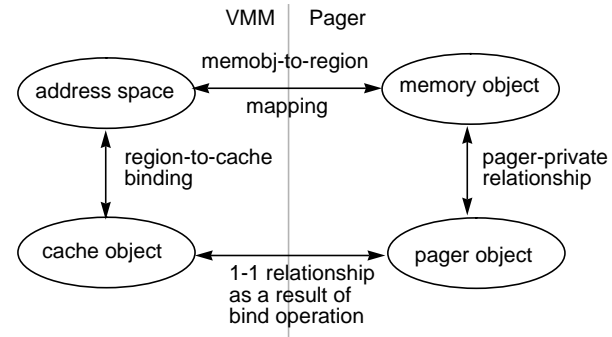 VMM Pager
memobj-to-region
address space
memory object
mapping
region-to-cache
binding
pager-private
relationship
cache object
pager object
1-1 relationship
as a result of
bind operation